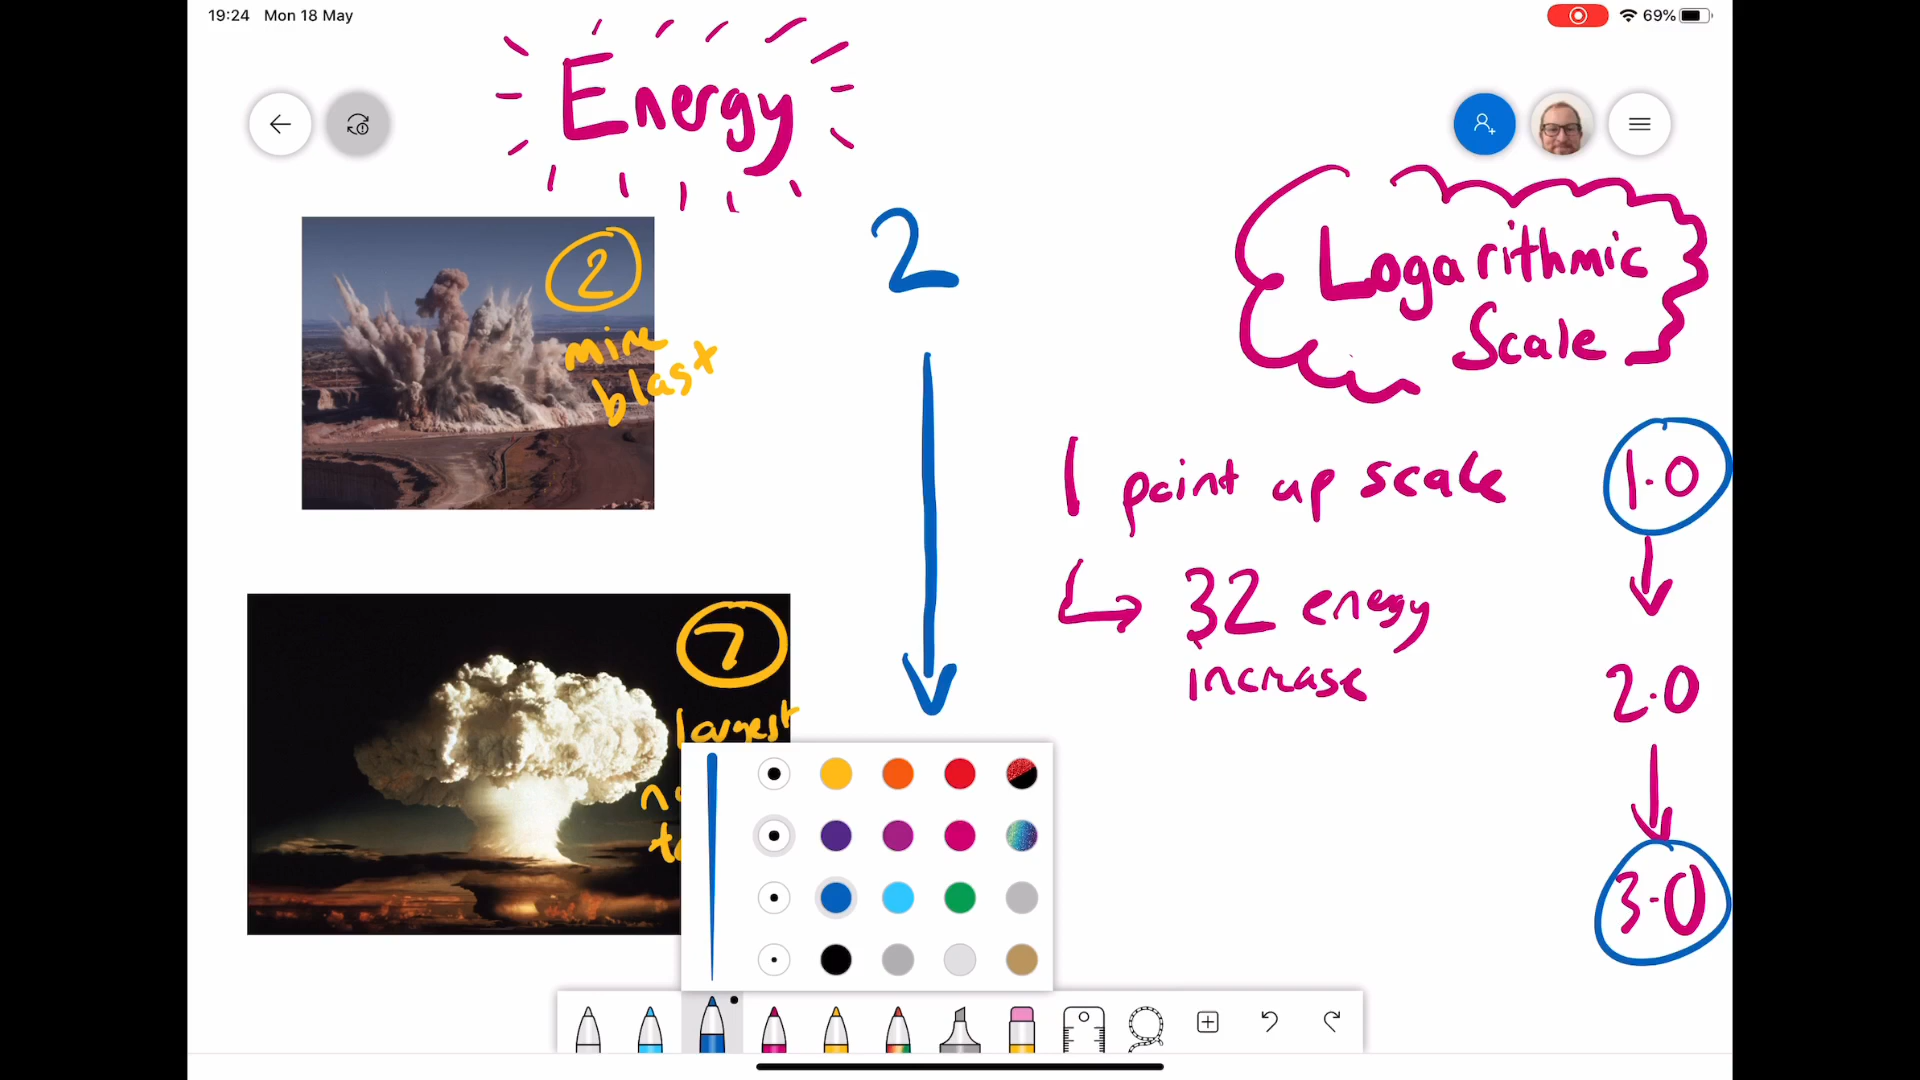 19:24 Mon 18 May
69%
Energy
2
mine
blast
2
Logarithmic
Scale
1 point up scale
1.0
↳ 32 energy
increase
2.0
7
largest
3.0